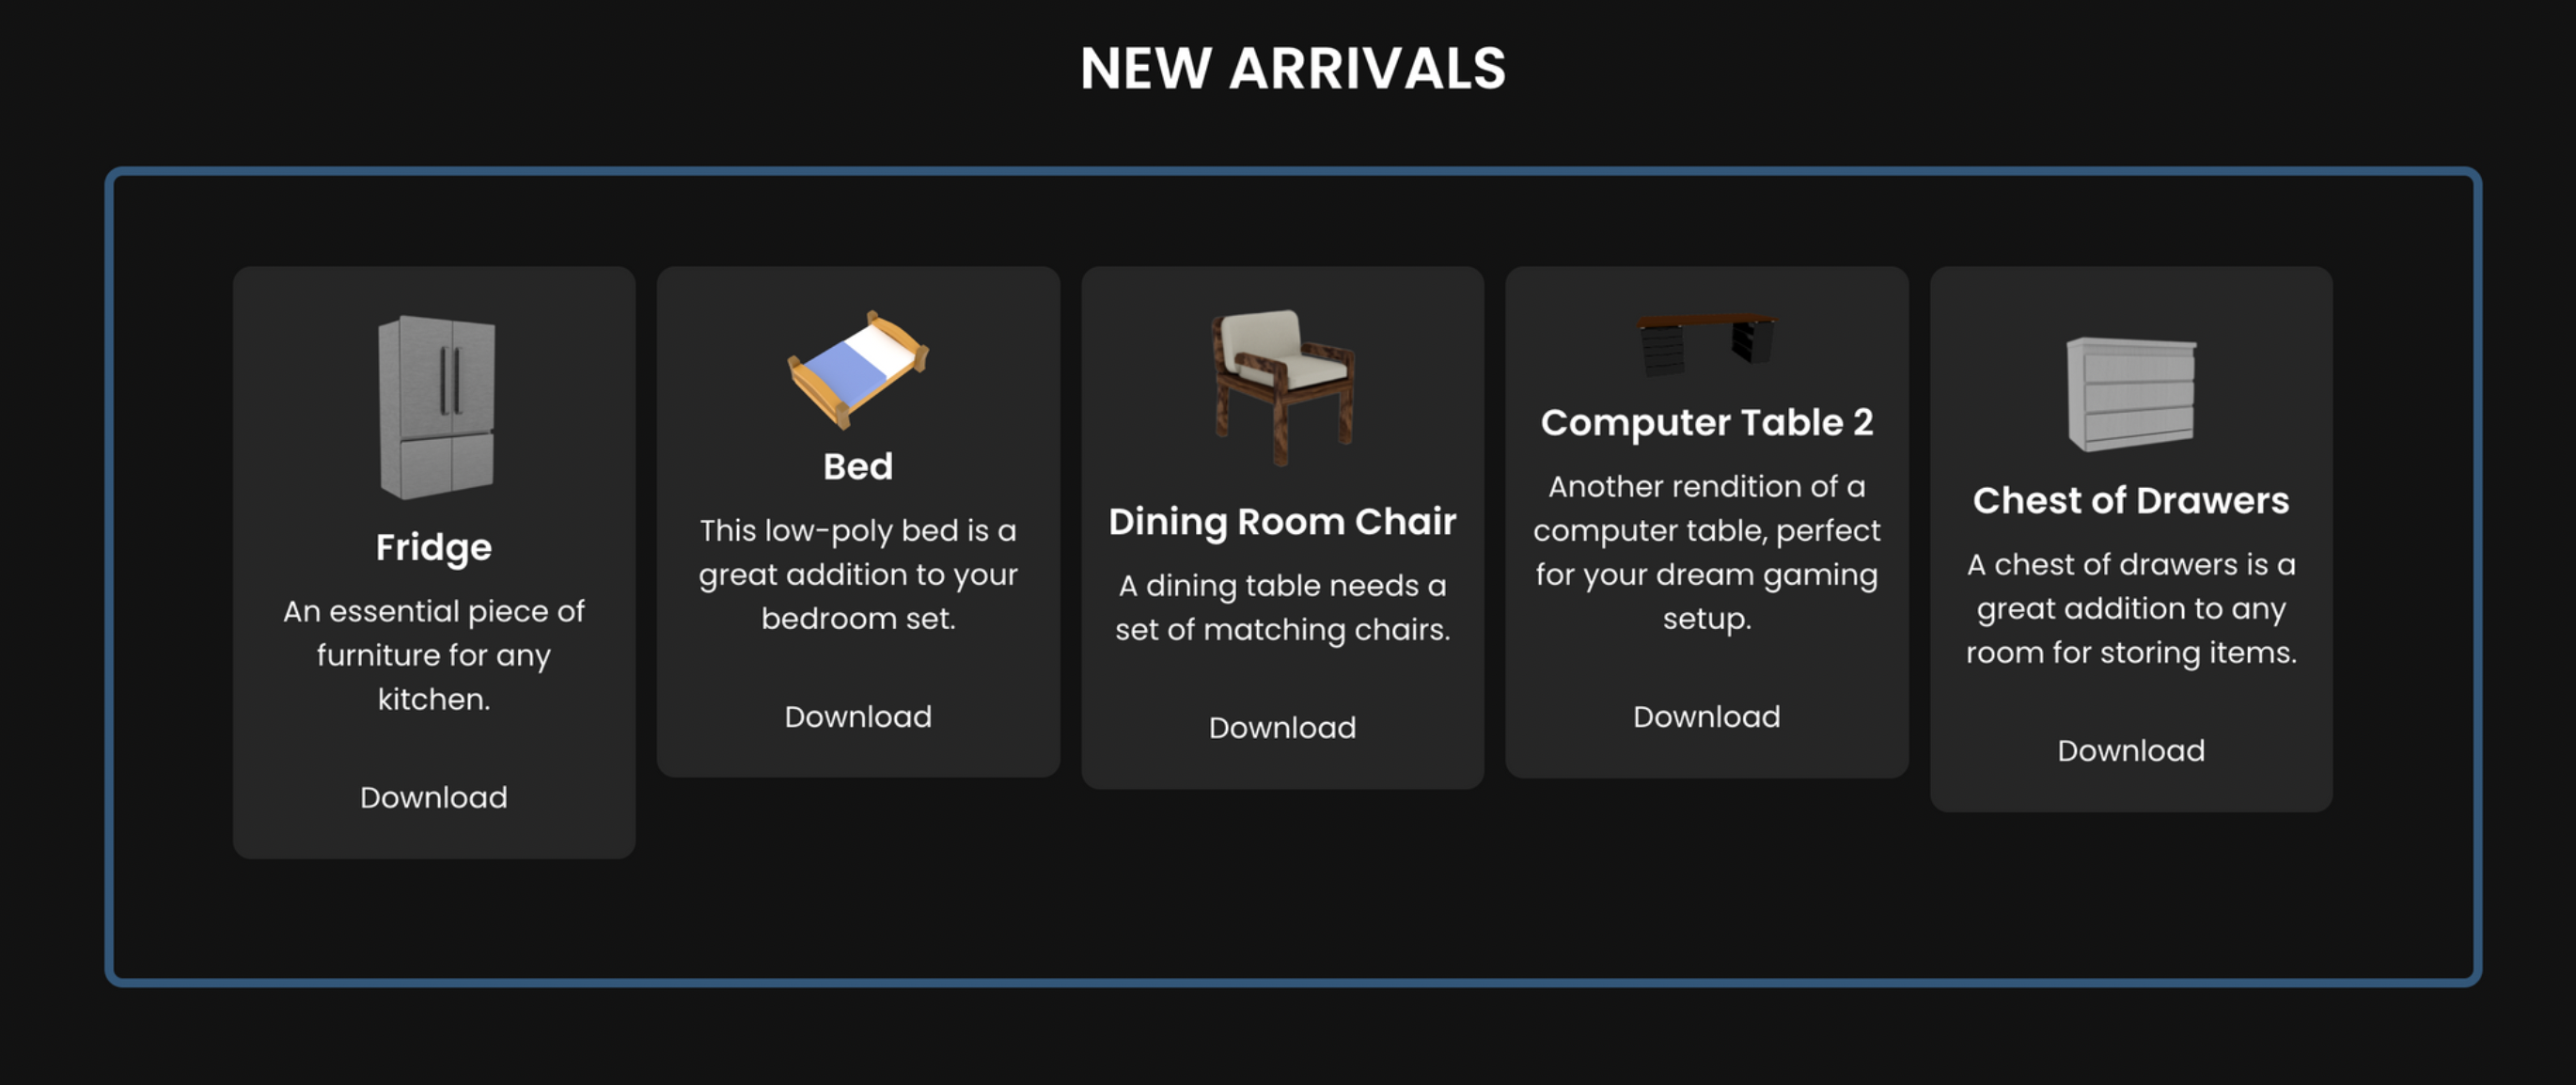 NEW ARRIVALS
Fridge
An essential piece of
furniture for any
kitchen.
Download
Bed
This low-poly bed is a
great addition to your
bedroom set.
Download
Dining Room Chair
A dining table needs a
set of matching chairs.
Download
Computer Table 2
Another rendition of a
computer table, perfect
for your dream gaming
setup.
Download
Chest of Drawers
A chest of drawers is a
great addition to any
room for storing items.
Download